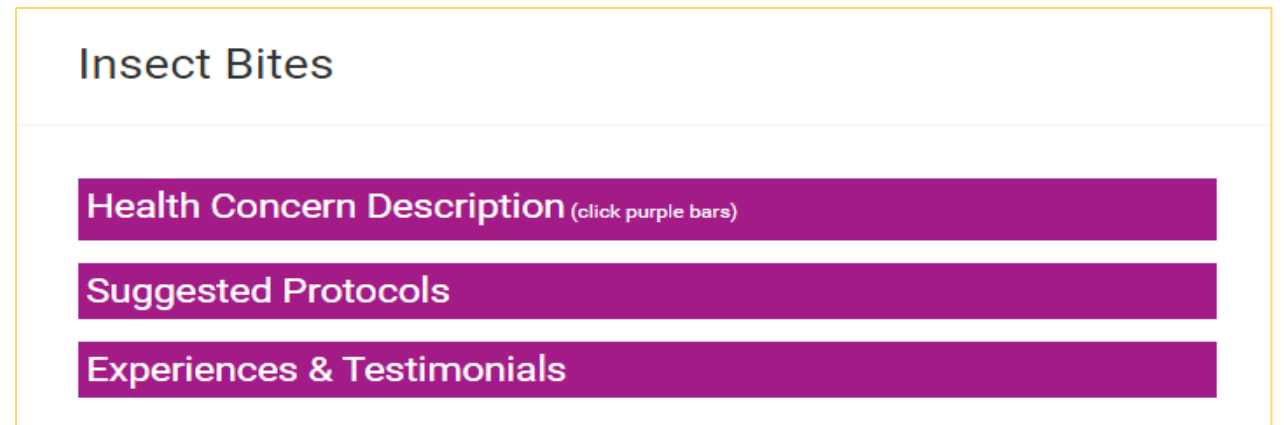 Insect Bites
Health Concern Description (click purple bars)
Suggested Protocols
Experiences & Testimonials